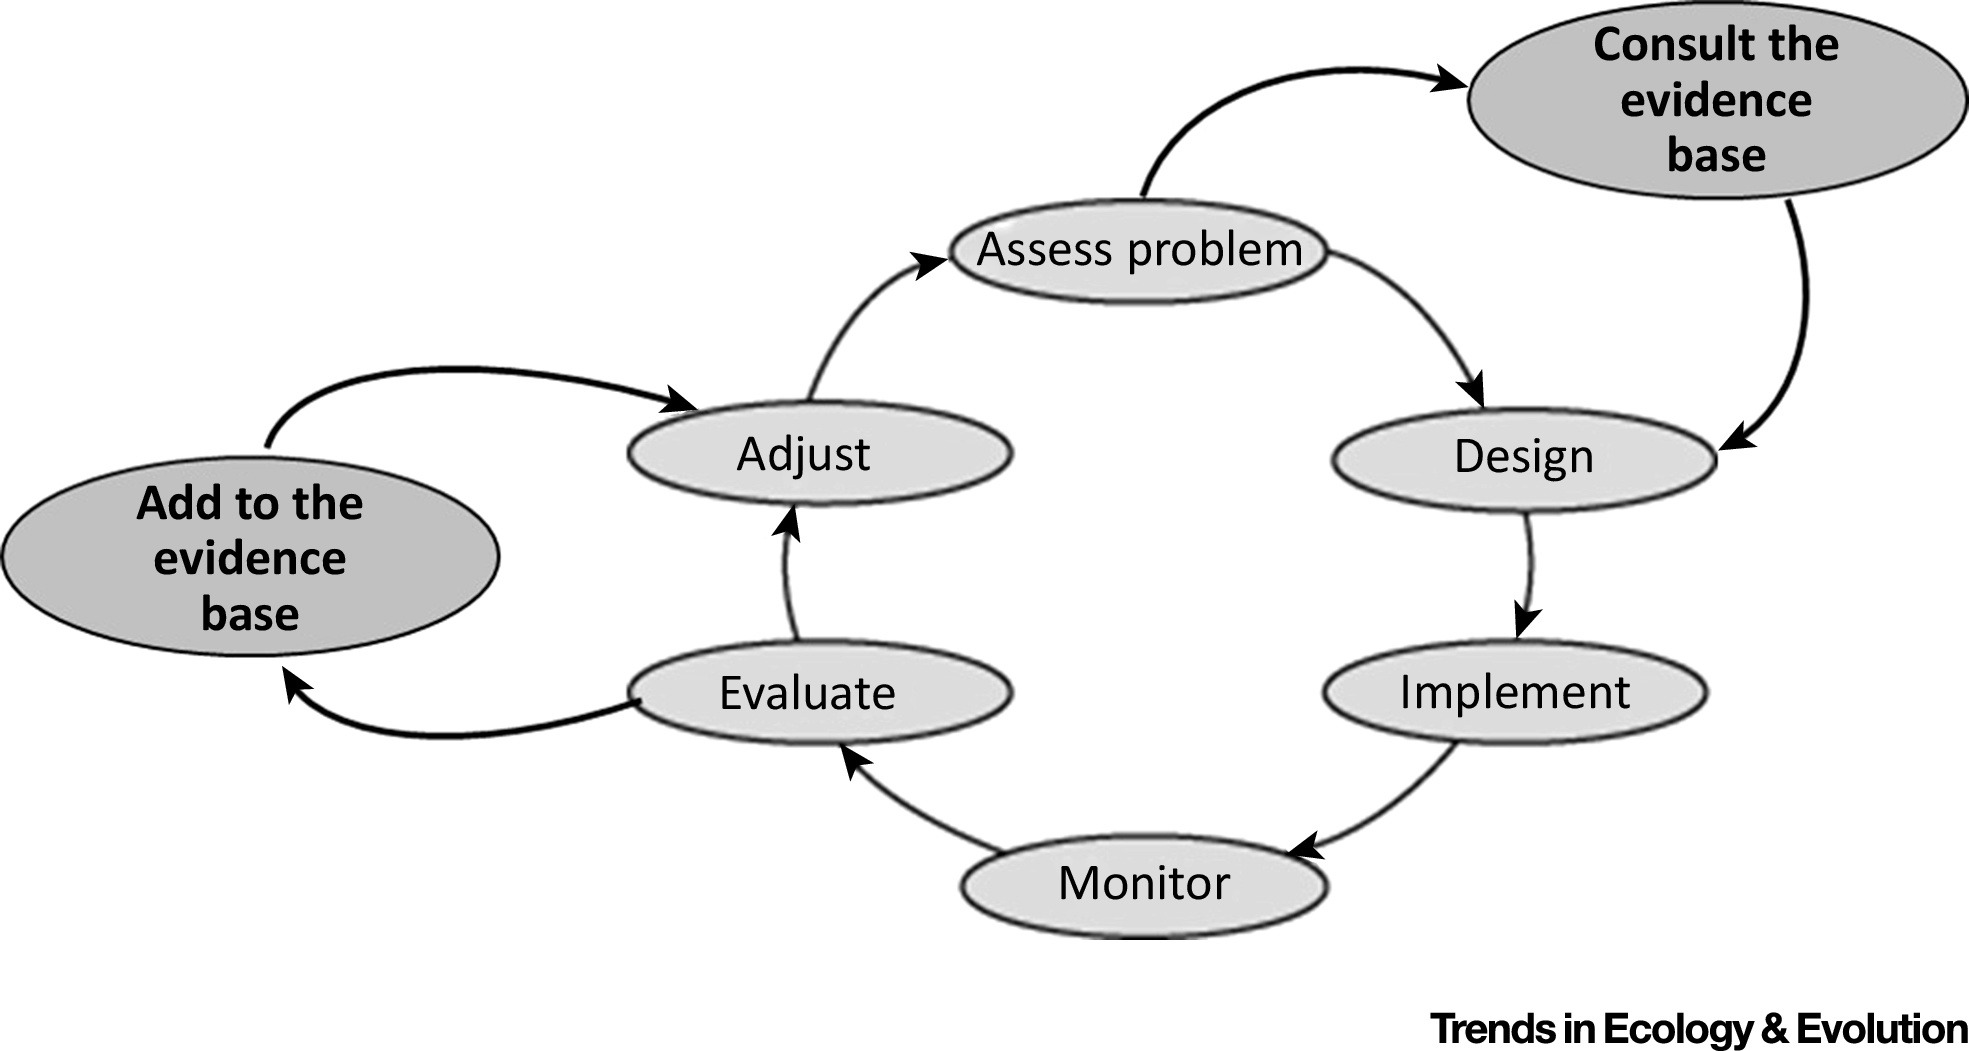 Consult the
evidence
base
Assess problem
Adjust
Design
Add to the
evidence
base
Evaluate
Implement
Monitor
Trends in Ecology & Evolution